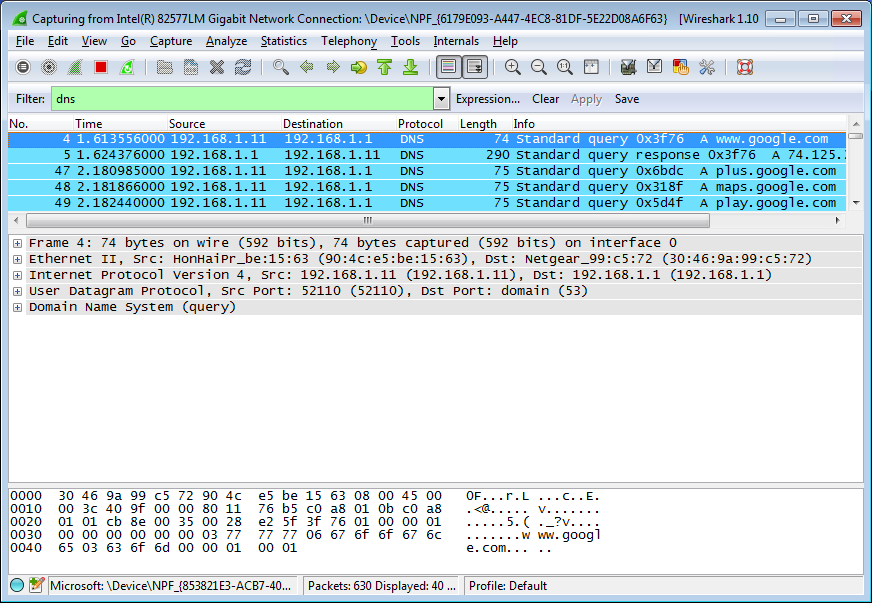 Capturing from Intel(R) 82577LM Gigabit Network Connection: \Device\NPF_{6179E093-A447-4EC8-81DF-5E22D08A6F63} [Wireshark 1.10
File Edit View Go Capture Analyze Statistics Telephony Tools Internals Help
Filter: dns Expression... Clear Apply Save
No. Time Source Destination Protocol Length Info
4 1.613556000 192.168.1.11 192.168.1.1 DNS 74 Standard query 0x3f76 A www.google.com
5 1.624376000 192.168.1.1 192.168.1.11 DNS 290 Standard query response 0x3f76 A 74.125.
47 2.180985000 192.168.1.11 192.168.1.1 DNS 75 Standard query 0x6bdc A plus.google.com
48 2.181866000 192.168.1.11 192.168.1.1 DNS 75 Standard query 0x318f A maps.google.com
49 2.182440000 192.168.1.11 192.168.1.1 DNS 75 Standard query 0x5d4f A play.google.com
Frame 4: 74 bytes on wire (592 bits), 74 bytes captured (592 bits) on interface 0
Ethernet II, Src: HonHaiPr_be:15:63 (90:4c:e5:be:15:63), Dst: Netgear_99:c5:72 (30:46:9a:99:c5:72)
Internet Protocol Version 4, Src: 192.168.1.11 (192.168.1.11), Dst: 192.168.1.1 (192.168.1.1)
User Datagram Protocol, Src Port: 52110 (52110), Dst Port: domain (53)
Domain Name System (query)
0000 30 46 9a 99 c5 72 90 4c e5 be 15 63 08 00 45 00 0F...r.L ...c..E.
0010 00 3c 40 9f 00 00 80 11 76 b5 c0 a8 01 0b c0 a8 .<@..... v.......
0020 01 01 cb 8e 00 35 00 28 e2 5f 3f 76 01 00 00 01 .....5.( ._?v....
0030 00 00 00 00 00 00 03 77 77 77 06 67 6f 6f 67 6c .......w ww.googl
0040 65 03 63 6f 6d 00 00 01 00 01 e.com... ..
Microsoft: \Device\NPF_{853821E3-ACB7-40... Packets: 630 Displayed: 40 ... Profile: Default